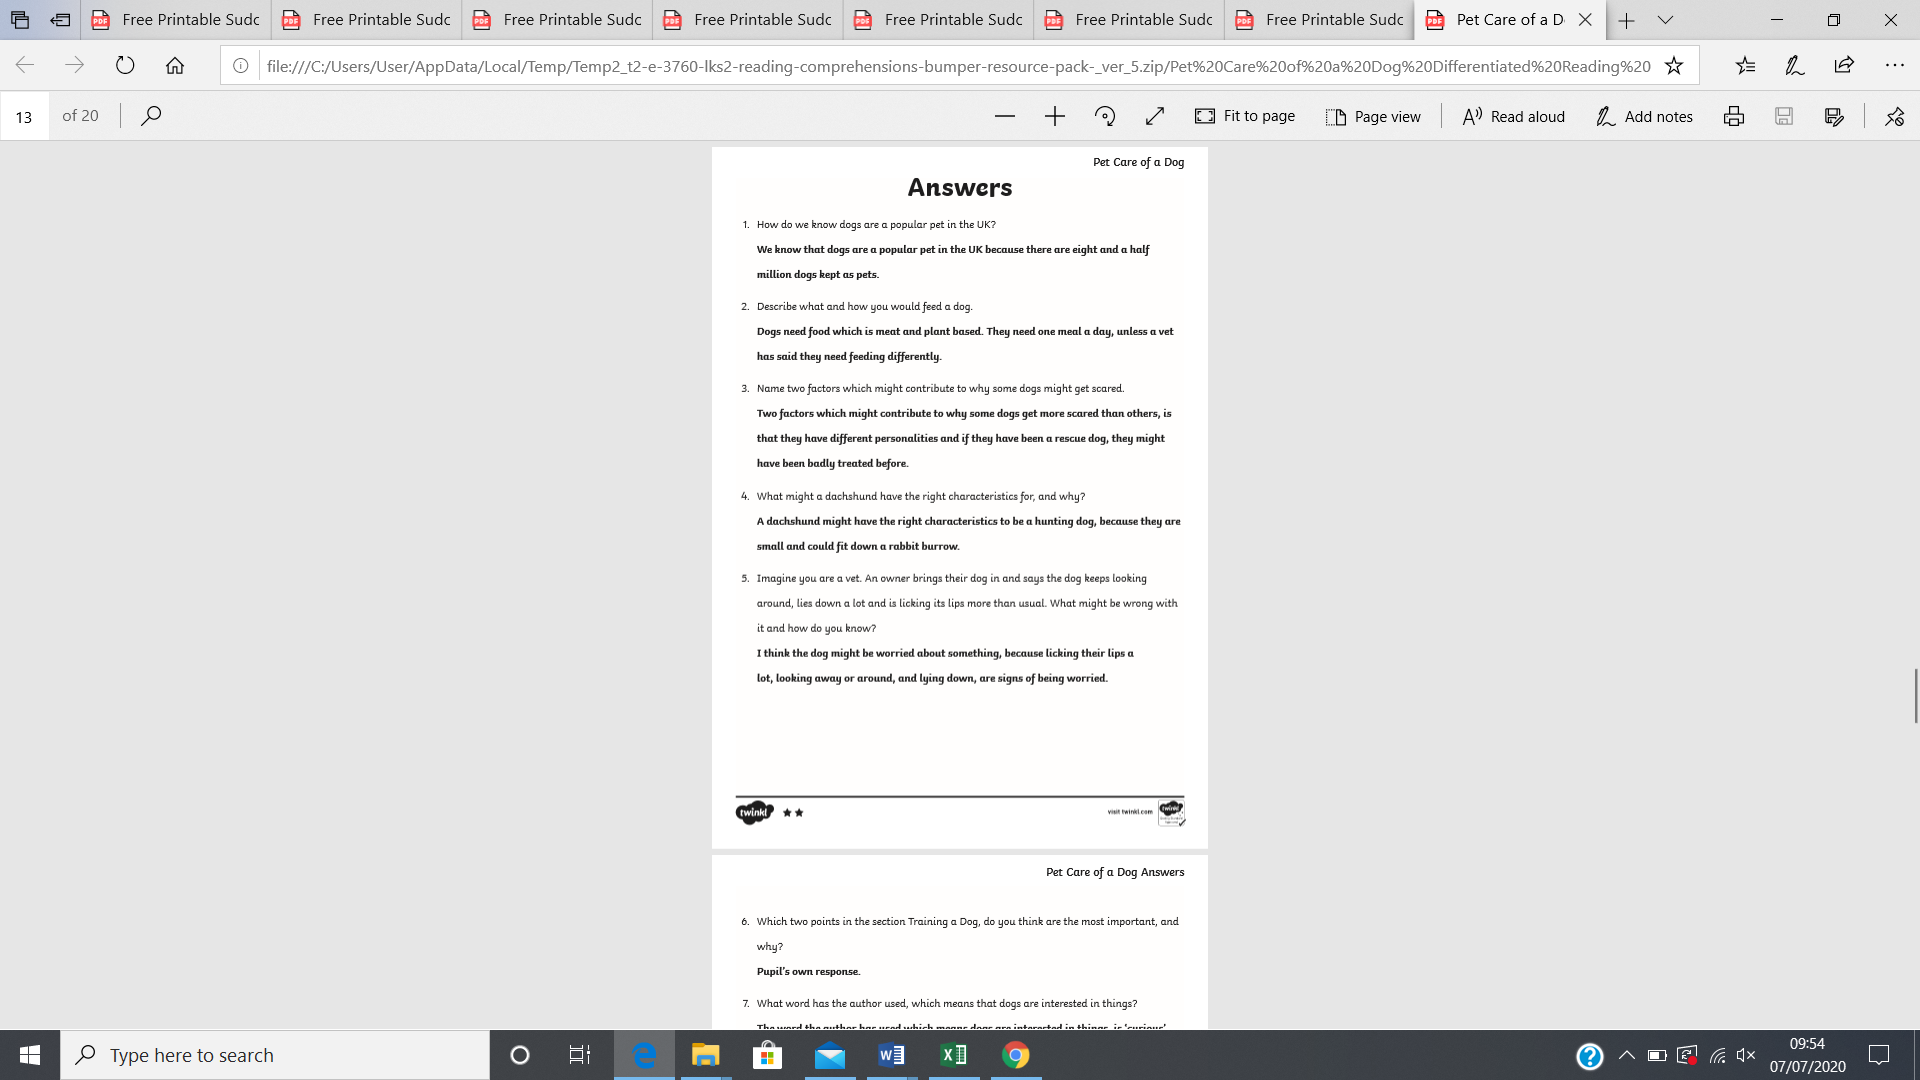 Free Printable Sudc
Free Printable Sudc
Free Printable Sudc
Free Printable Sudc
Free Printable Sudc
Free Printable Sudc
Free Printable Sudc
Pet Care of a D
file:///C:/Users/User/AppData/Local/Temp/Temp2_t2-e-3760-lks2-reading-comprehensions-bumper-resource-pack-_ver_5.zip/Pet%20Care%20of%20a%20Dog%20Differentiated%20Reading%20
13 of 20 Fit to page Page view Read aloud Add notes
Pet Care of a Dog
Answers
1. How do we know dogs are a popular pet in the UK?
We know that dogs are a popular pet in the UK because there are eight and a half
million dogs kept as pets.
2. Describe what and how you would feed a dog.
Dogs need food which is meat and plant based. They need one meal a day, unless a vet
has said they need feeding differently.
3. Name two factors which might contribute to why some dogs might get scared.
Two factors which might contribute to why some dogs get more scared than others, is
that they have different personalities and if they have been a rescue dog, they might
have been badly treated before.
4. What might a dachshund have the right characteristics for, and why?
A dachshund might have the right characteristics to be a hunting dog, because they are
small and could fit down a rabbit burrow.
5. Imagine you are a vet. An owner brings their dog in and says the dog keeps looking
around, lies down a lot and is licking its lips more than usual. What might be wrong with
it and how do you know?
I think the dog might be worried about something, because licking their lips a
lot, looking away or around, and lying down, are signs of being worried.
twinkl
visit twinkl.com
twinkl
Pet Care of a Dog Answers
6. Which two points in the section Training a Dog, do you think are the most important, and
why?
Pupil's own response.
7. What word has the author used, which means that dogs are interested in things?
The word the author has used which means dogs are interested in things, is 'curious'.
Type here to search
09:54
07/07/2020